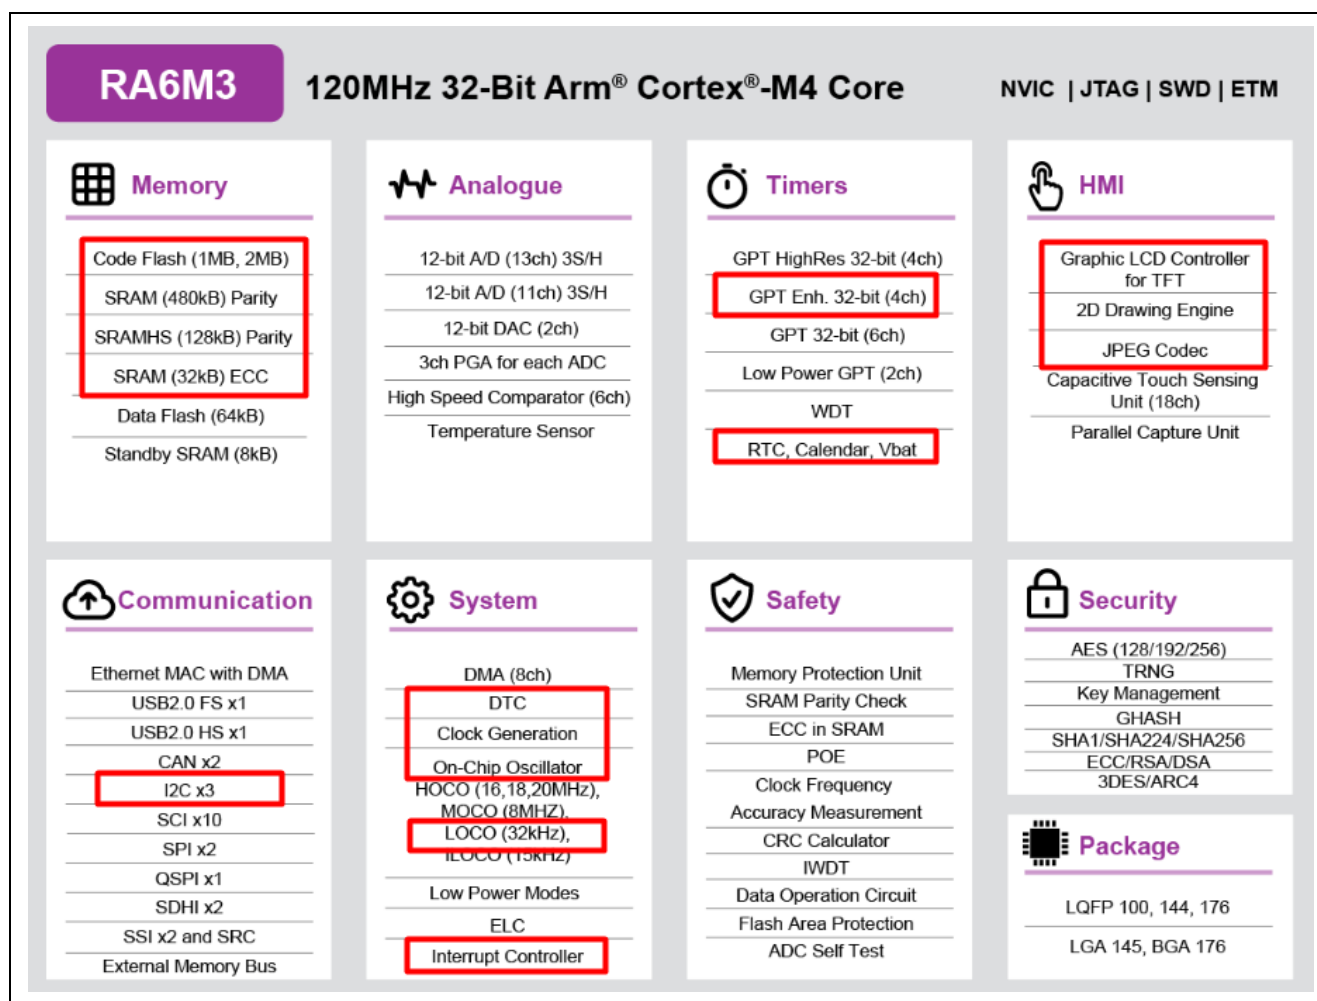 RA6M3
120MHz 32-Bit Arm® Cortex®-M4 Core
NVIC | JTAG | SWD | ETM
Memory
Code Flash (1MB, 2MB)
SRAM (480kB) Parity
SRAMHS (128kB) Parity
SRAM (32kB) ECC
Data Flash (64kB)
Standby SRAM (8kB)
Analogue
12-bit A/D (13ch) 3S/H
12-bit A/D (11ch) 3S/H
12-bit DAC (2ch)
3ch PGA for each ADC
High Speed Comparator (6ch)
Temperature Sensor
Timers
GPT HighRes 32-bit (4ch)
GPT Enh. 32-bit (4ch)
GPT 32-bit (6ch)
Low Power GPT (2ch)
WDT
RTC, Calendar, Vbat
HMI
Graphic LCD Controller
for TFT
2D Drawing Engine
JPEG Codec
Capacitive Touch Sensing
Unit (18ch)
Parallel Capture Unit
Communication
Ethernet MAC with DMA
USB2.0 FS x1
USB2.0 HS x1
CAN x2
I2C x3
SCI x10
SPI x2
QSPI x1
SDHI x2
SSI x2 and SRC
External Memory Bus
System
DMA (8ch)
DTC
Clock Generation
On-Chip Oscillator
HOCO (16,18,20MHz),
MOCO (8MHZ),
LOCO (32kHz),
ILOCO (15kHz)
Low Power Modes
ELC
Interrupt Controller
Safety
Memory Protection Unit
SRAM Parity Check
ECC in SRAM
POE
Clock Frequency
Accuracy Measurement
CRC Calculator
IWDT
Data Operation Circuit
Flash Area Protection
ADC Self Test
Security
AES (128/192/256)
TRNG
Key Management
GHASH
SHA1/SHA224/SHA256
ECC/RSA/DSA
3DES/ARC4
Package
LQFP 100, 144, 176
LGA 145, BGA 176